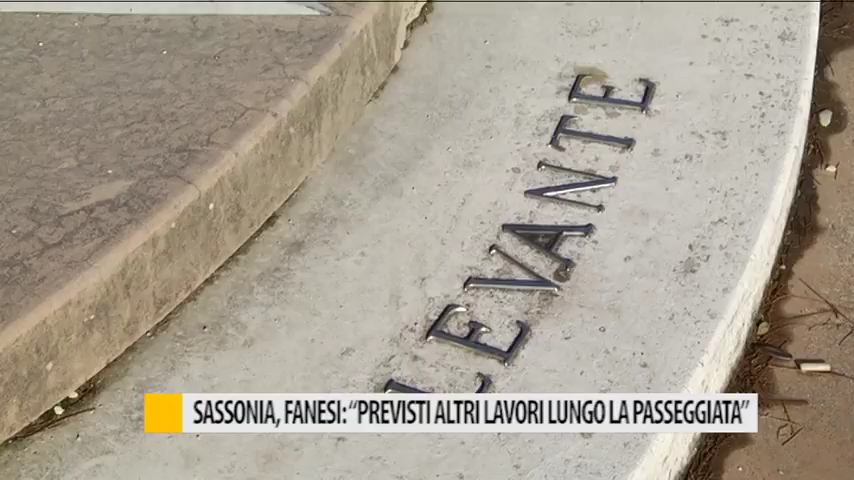 LEVANTE
SASSONIA, FANESI: “PREVISTI ALTRI LAVORI LUNGO LA PASSEGGIATA”